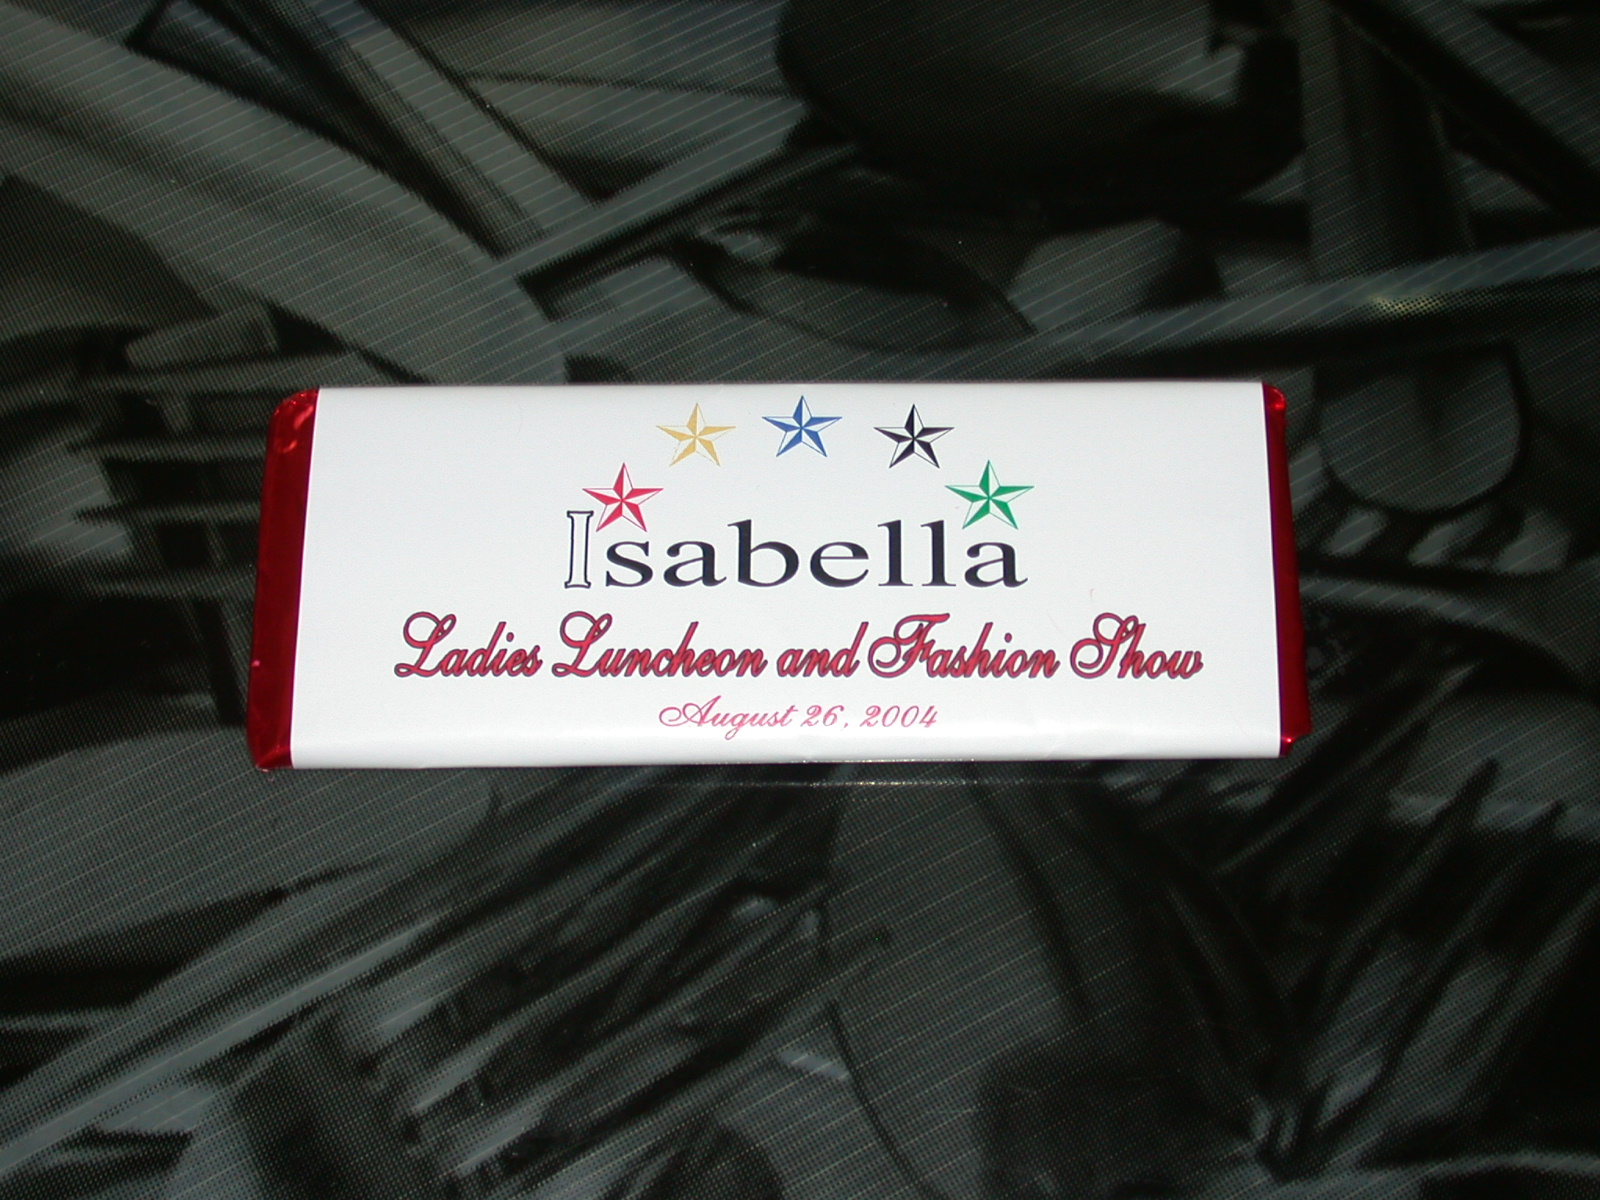 Isabella
Ladies Luncheon and Fashion Show
August 26, 2004